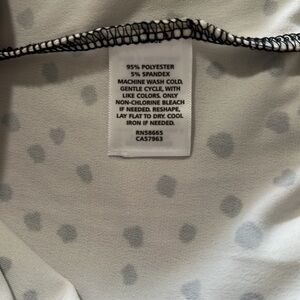 95% POLYESTER
5% SPANDEX
MACHINE WASH COLD,
GENTLE CYCLE, WITH
LIKE COLORS. ONLY
NON-CHLORINE BLEACH
IF NEEDED. RESHAPE,
LAY FLAT TO DRY. COOL
IRON IF NEEDED.
RN58665
CA57963